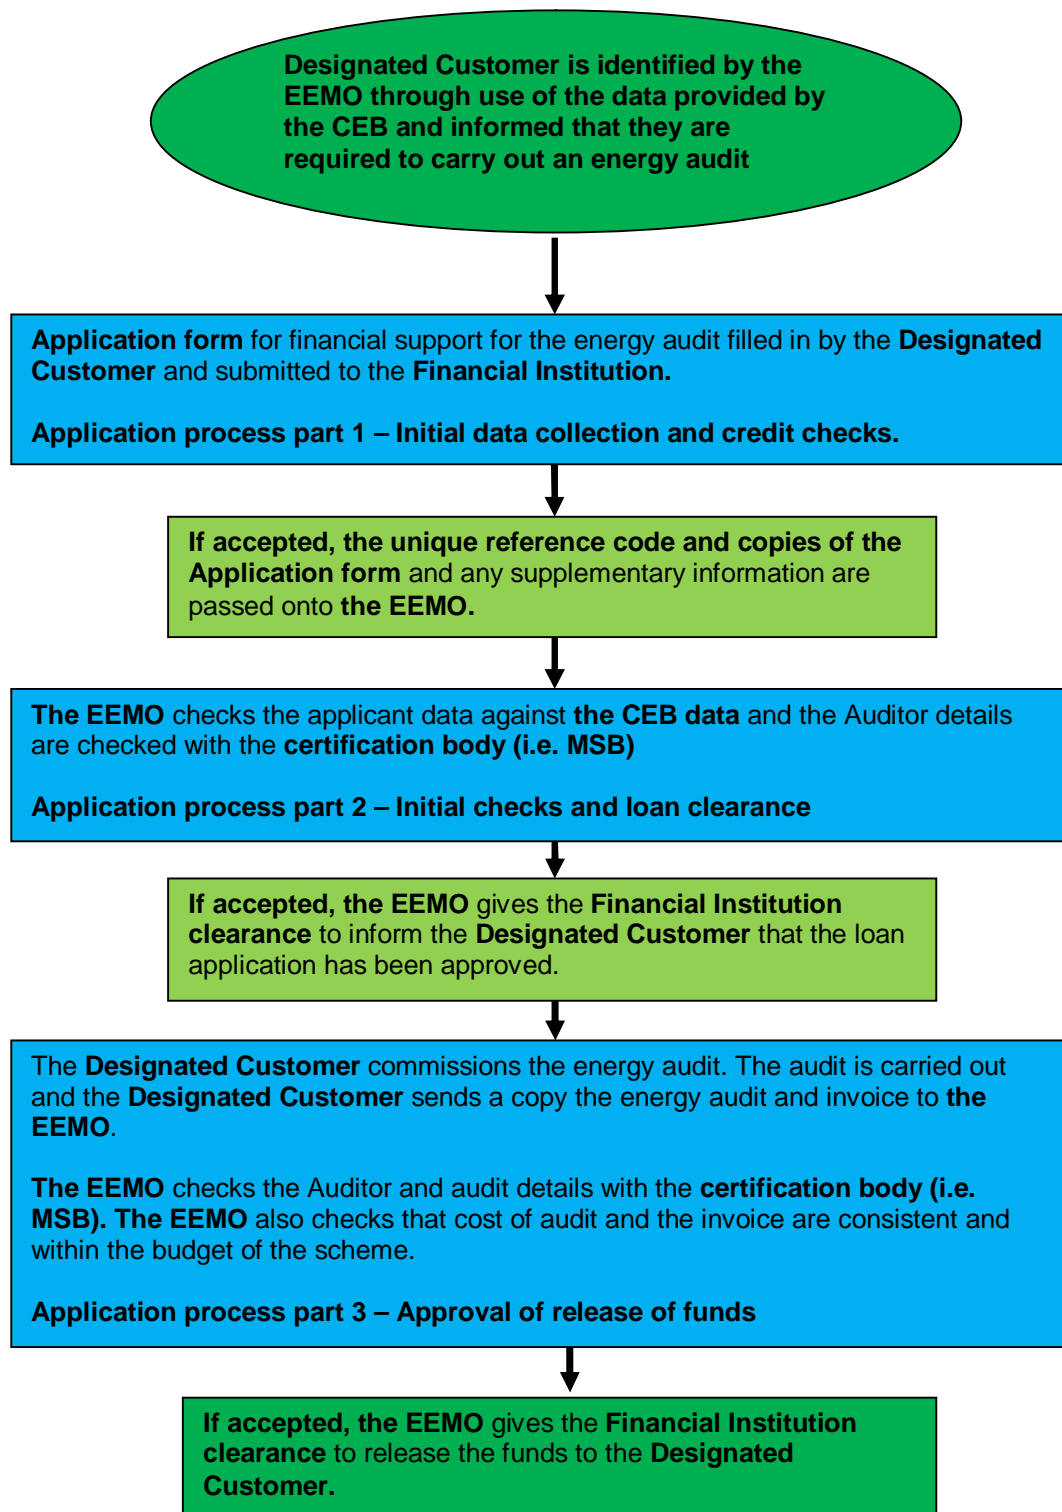 Designated Customer is identified by the
EEMO through use of the data provided by
the CEB and informed that they are
required to carry out an energy audit
Application form for financial support for the energy audit filled in by the Designated
Customer and submitted to the Financial Institution.
Application process part 1 – Initial data collection and credit checks.
If accepted, the unique reference code and copies of the
Application form and any supplementary information are
passed onto the EEMO.
The EEMO checks the applicant data against the CEB data and the Auditor details
are checked with the certification body (i.e. MSB)
Application process part 2 – Initial checks and loan clearance
If accepted, the EEMO gives the Financial Institution
clearance to inform the Designated Customer that the loan
application has been approved.
The Designated Customer commissions the energy audit. The audit is carried out
and the Designated Customer sends a copy the energy audit and invoice to the
EEMO.
The EEMO checks the Auditor and audit details with the certification body (i.e.
MSB). The EEMO also checks that cost of audit and the invoice are consistent and
within the budget of the scheme.
Application process part 3 – Approval of release of funds
If accepted, the EEMO gives the Financial Institution
clearance to release the funds to the Designated
Customer.